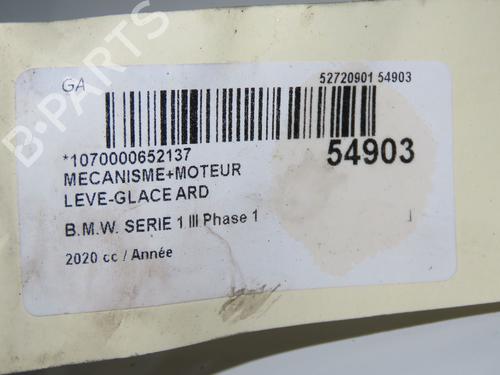 B-PARTS
GA
52720901 54903
*1070000652137
54903
MECANISME+MOTEUR
LEVE-GLACE ARD
B.M.W. SERIE 1 III Phase 1
2020 cc / Année